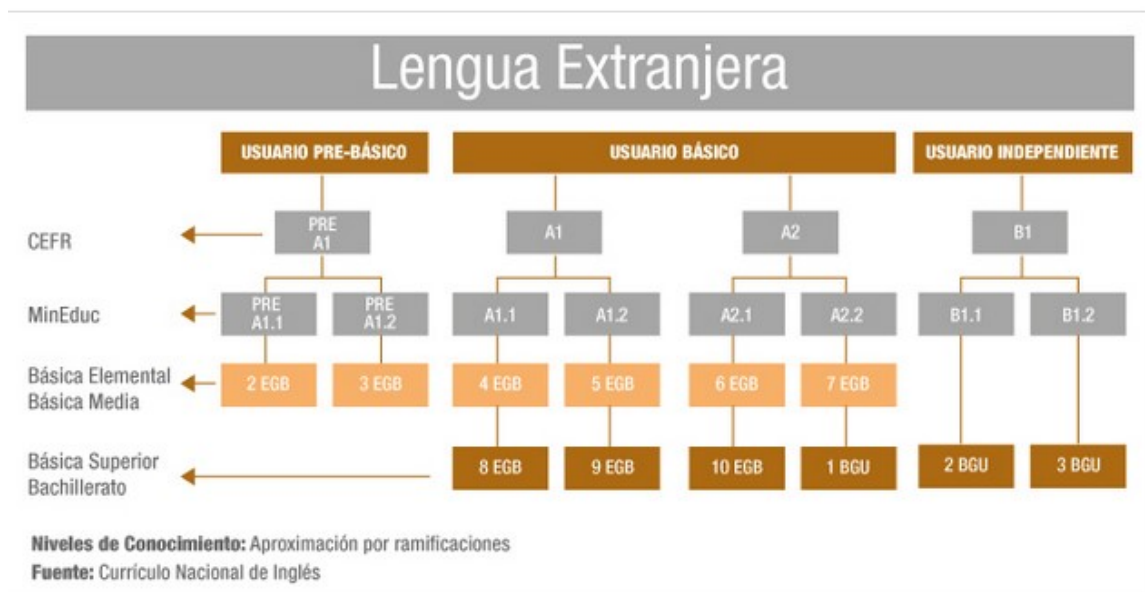 Lengua Extranjera
USUARIO PRE-BÁSICO
USUARIO BÁSICO
USUARIO INDEPENDIENTE
CEFR
PRE
A1
A1
A2
B1
MinEduc
PRE
A1.1
PRE
A1.2
A1.1
A1.2
A2.1
A2.2
B1.1
B1.2
Básica Elemental
Básica Media
2 EGB
3 EGB
4 EGB
5 EGB
6 EGB
7 EGB
Básica Superior
Bachillerato
8 EGB
9 EGB
10 EGB
1 BGU
2 BGU
3 BGU
Niveles de Conocimiento: Aproximación por ramificaciones
Fuente: Currículo Nacional de Inglés